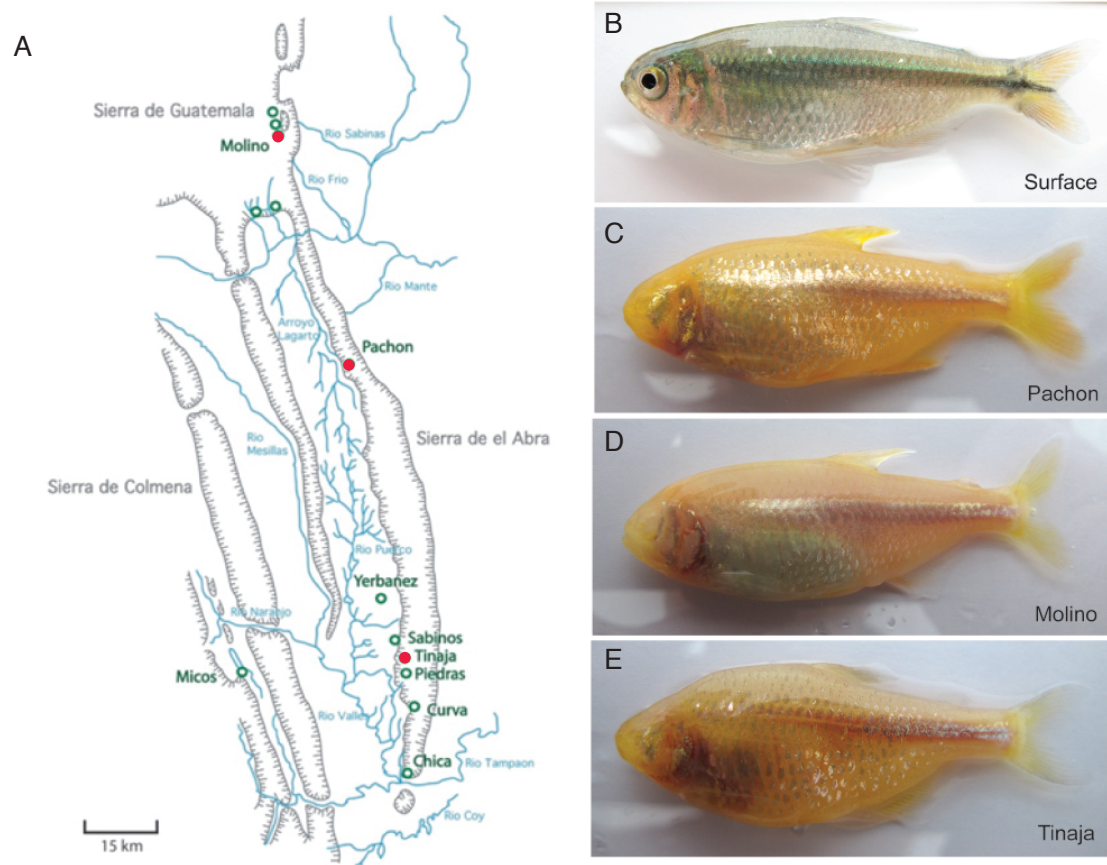 A
Sierra de Guatemala
Molino
Rio Sabinas
Rio Frio
Rio Mante
Arroyo
Lagarto
Pachon
Rio
Mesillas
Sierra de el Abra
Sierra de Colmena
Rio Puerco
Yerbanez
Rio Naranjo
Sabinos
Tinaja
Micos
Piedras
Rio Valles
Curva
Chica
Rio Tampaon
Rio Coy
15 km
B
Surface
C
Pachon
D
Molino
E
Tinaja